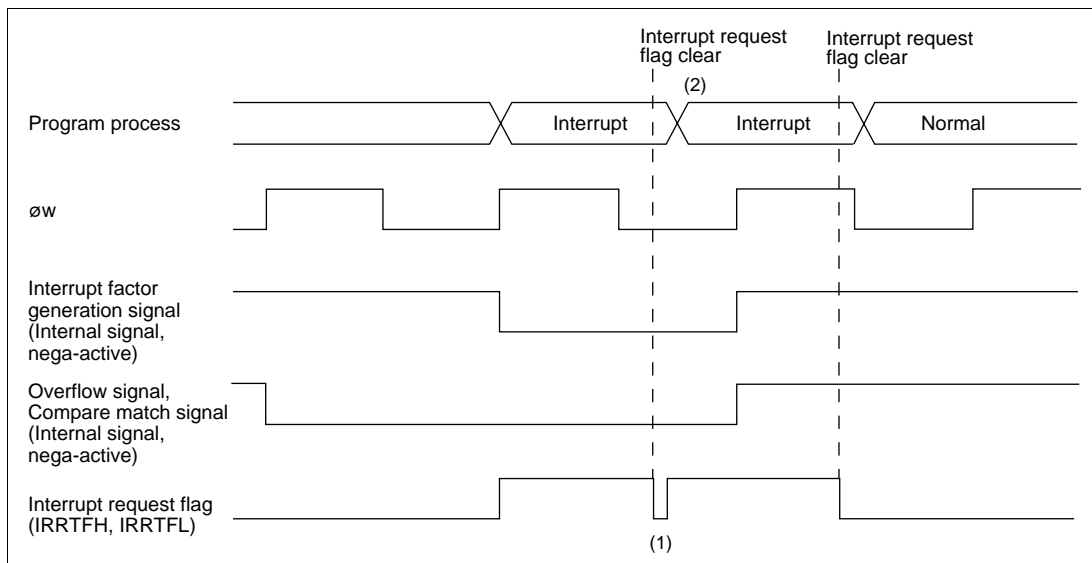 Interrupt request
flag clear
Interrupt request
flag clear
(2)
Program process
Interrupt
Interrupt
Normal
øw
Interrupt factor
generation signal
(Internal signal,
nega-active)
Overflow signal,
Compare match signal
(Internal signal,
nega-active)
Interrupt request flag
(IRRTFH, IRRTFL)
(1)